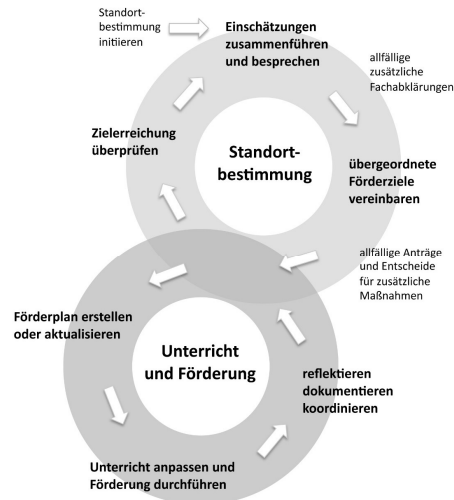 Standort-
bestimmung
initiieren
Einschätzungen
zusammenführen
und besprechen
allfällige
zusätzliche
Fachabklärungen
Zielerreichung
überprüfen
Standort-
bestimmung
übergeordnete
Förderziele
vereinbaren
allfällige Anträge
und Entscheide
für zusätzliche
Maßnahmen
Förderplan erstellen
oder aktualisieren
Unterricht
und Förderung
reflektieren
dokumentieren
koordinieren
Unterricht anpassen und
Förderung durchführen